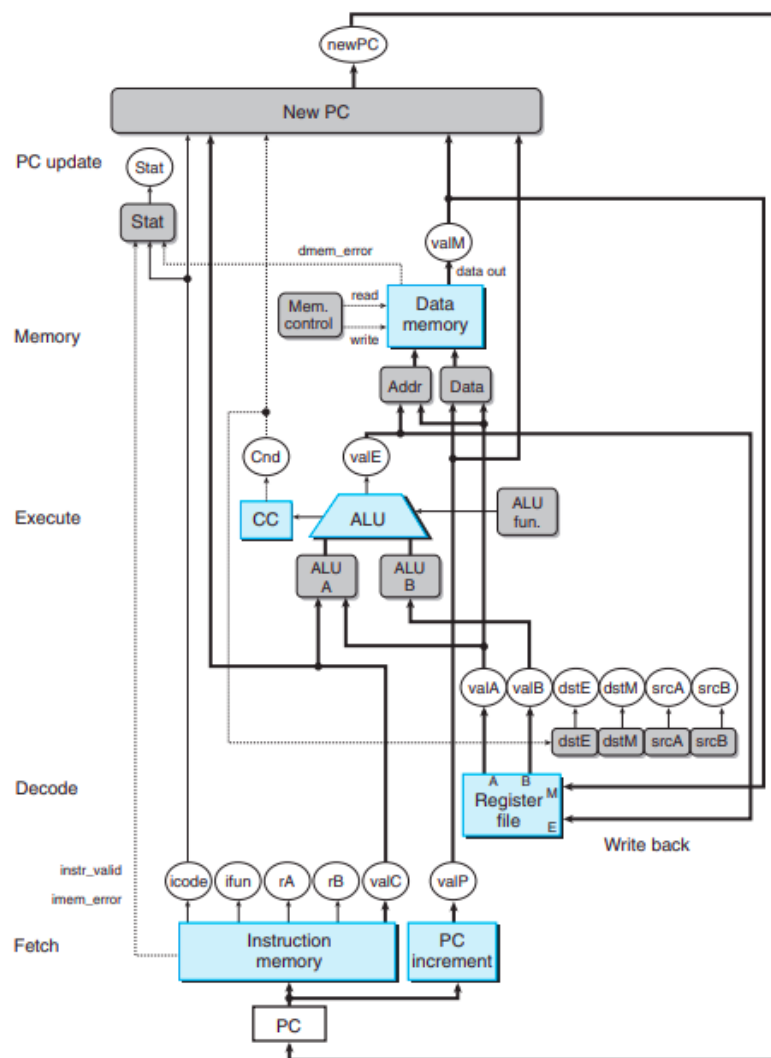 newPC
New PC
PC update
Stat
Stat
valM
dmem_error
data out
Memory
Mem.
control
read
write
Data
memory
Addr
Data
Cnd
valE
Execute
CC
ALU
ALU
fun.
ALU
A
ALU
B
valA
valB
dstE
dstM
srcA
srcB
dstE
dstM
srcA
srcB
Decode
A
B
M
Register
file
E
Write back
instr_valid
imem_error
icode
ifun
rA
rB
valC
valP
Fetch
Instruction
memory
PC
increment
PC